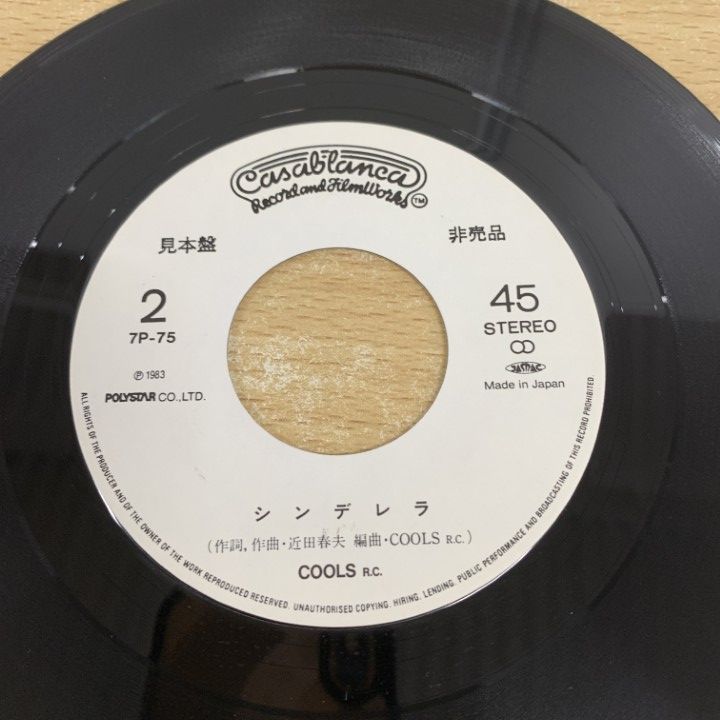 Casablanca
Record and FilmWorks TM
見本盤
非売品
2
7P-75
℗ 1983
POLYSTAR CO.,LTD.
45
STEREO
JASRAC
Made in Japan
シンデレラ
(作詞,作曲・近田春夫 編曲・COOLS R.C.)
COOLS R.C.
ALL RIGHTS OF THE PRODUCER AND OF THE OWNER OF THE WORK REPRODUCED RESERVED. UNAUTHORISED COPYING. HIRING. LENDING. PUBLIC PERFORMANCE AND BROADCASTING OF THIS RECORD PROHIBITED.